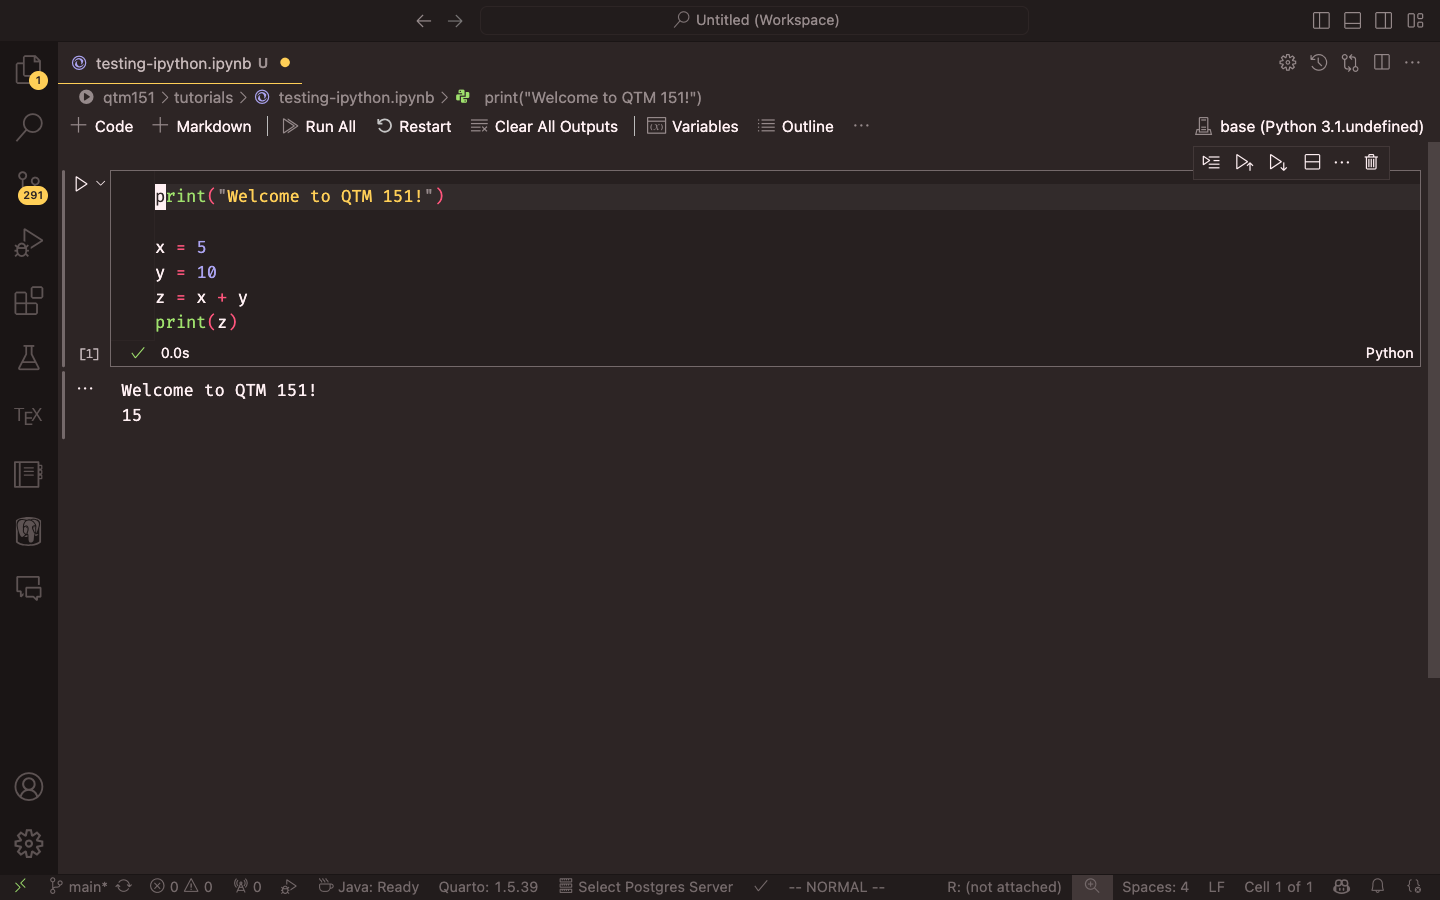 Untitled (Workspace)
testing-ipython.ipynb U
1
qtm151 > tutorials > testing-ipython.ipynb > print("Welcome to QTM 151!")
Code Markdown Run All Restart Clear All Outputs Variables Outline ... base (Python 3.1.undefined)
291
print("Welcome to QTM 151!")
x = 5
y = 10
z = x + y
print(z)
[1] 0.0s Python
Welcome to QTM 151!
15
TEX
main* 0 0 0 Java: Ready Quarto: 1.5.39 Select Postgres Server -- NORMAL -- R: (not attached) Spaces: 4 LF Cell 1 of 1